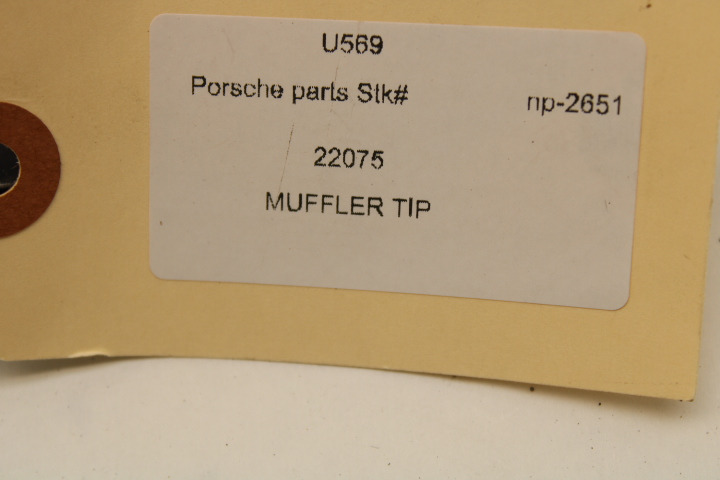 U569
Porsche parts Stk# np-2651
22075
MUFFLER TIP